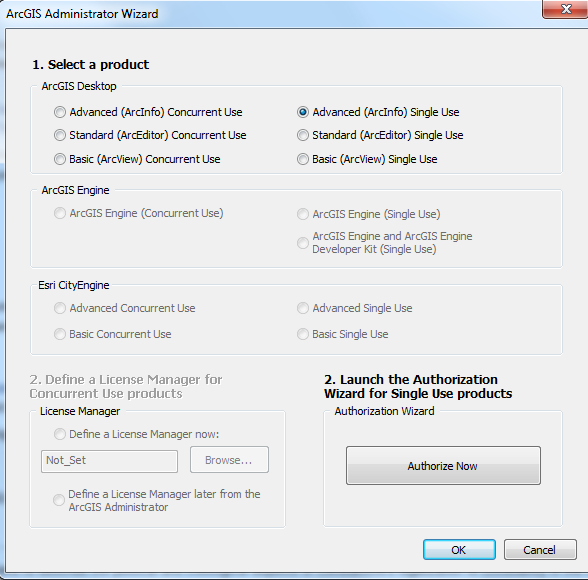 ArcGIS Administrator Wizard
1. Select a product
ArcGIS Desktop
Advanced (ArcInfo) Concurrent Use
Advanced (ArcInfo) Single Use
Standard (ArcEditor) Concurrent Use
Standard (ArcEditor) Single Use
Basic (ArcView) Concurrent Use
Basic (ArcView) Single Use
ArcGIS Engine
ArcGIS Engine (Concurrent Use)
ArcGIS Engine (Single Use)
ArcGIS Engine and ArcGIS Engine
Developer Kit (Single Use)
Esri CityEngine
Advanced Concurrent Use
Advanced Single Use
Basic Concurrent Use
Basic Single Use
2. Define a License Manager for
Concurrent Use products
License Manager
Define a License Manager now:
Not_Set
Browse...
Define a License Manager later from the
ArcGIS Administrator
2. Launch the Authorization
Wizard for Single Use products
Authorization Wizard
Authorize Now
OK
Cancel